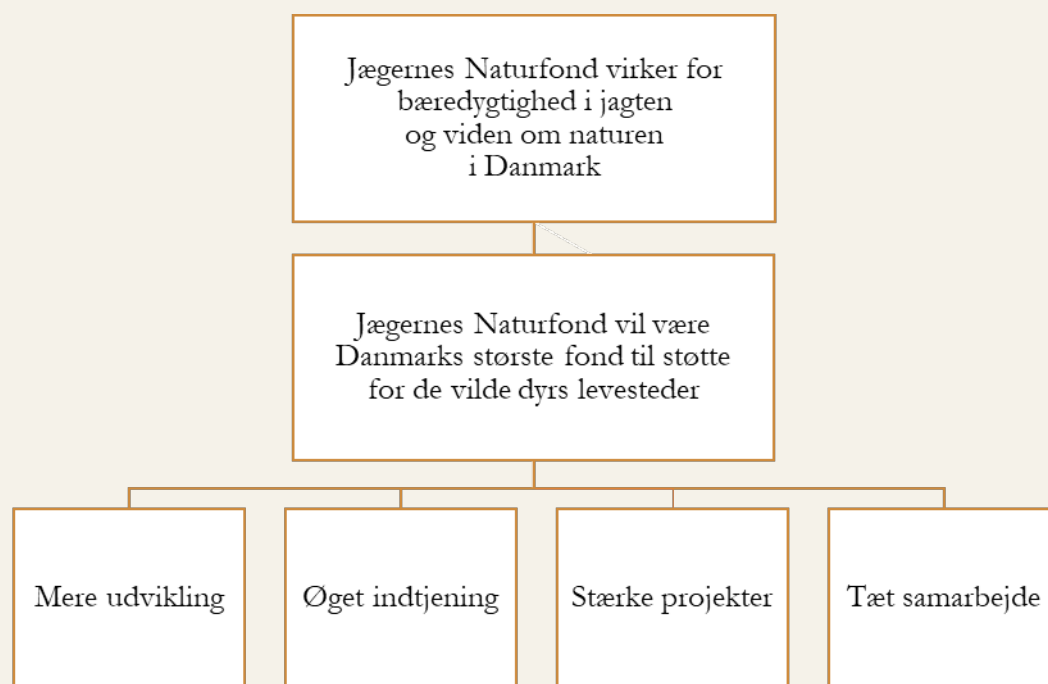 Jægernes Naturfond virker for
bæredygtighed i jagten
og viden om naturen
i Danmark
Jægernes Naturfond vil være
Danmarks største fond til støtte
for de vilde dyrs levesteder
Mere udvikling
Øget indtjening
Stærke projekter
Tæt samarbejde